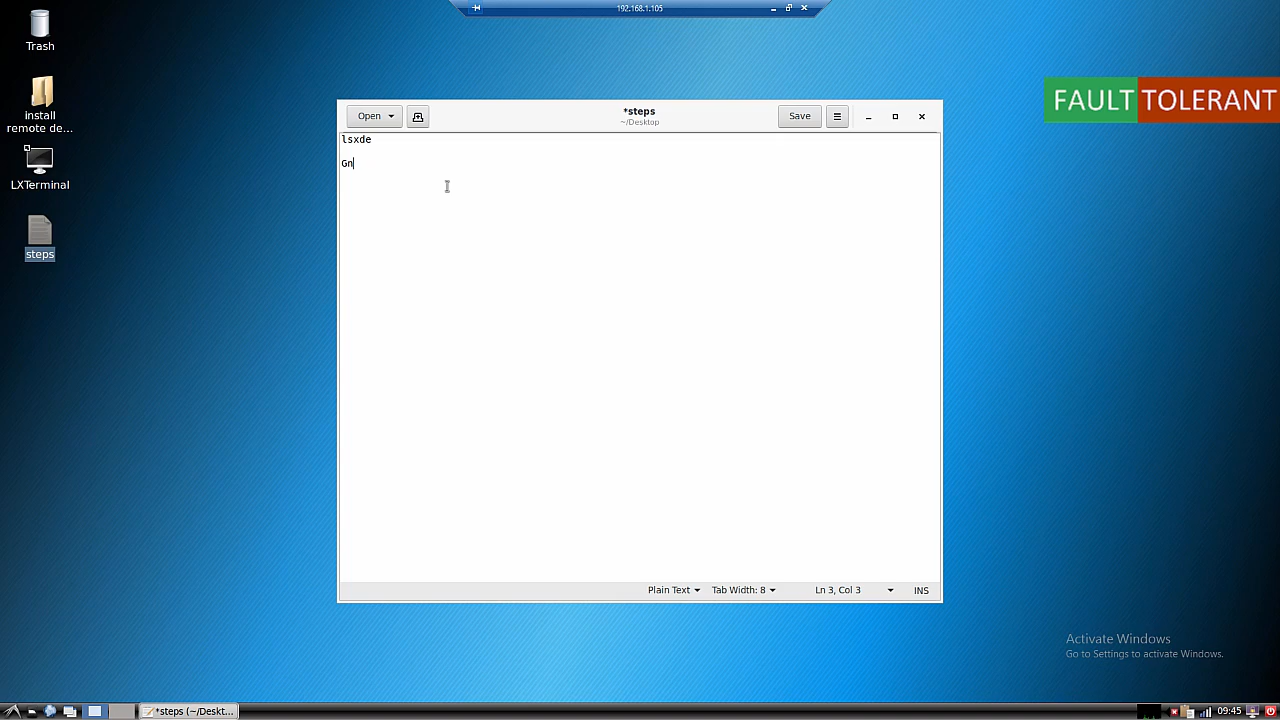 192.168.1.105
Trash
install
remote de...
LXTerminal
steps
FAULT TOLERANT
Open
*steps
~/Desktop
Save
lsxde
Gn
Plain Text
Tab Width: 8
Ln 3, Col 3
INS
Activate Windows
Go to Settings to activate Windows.
*steps (~/Deskt...
09:45